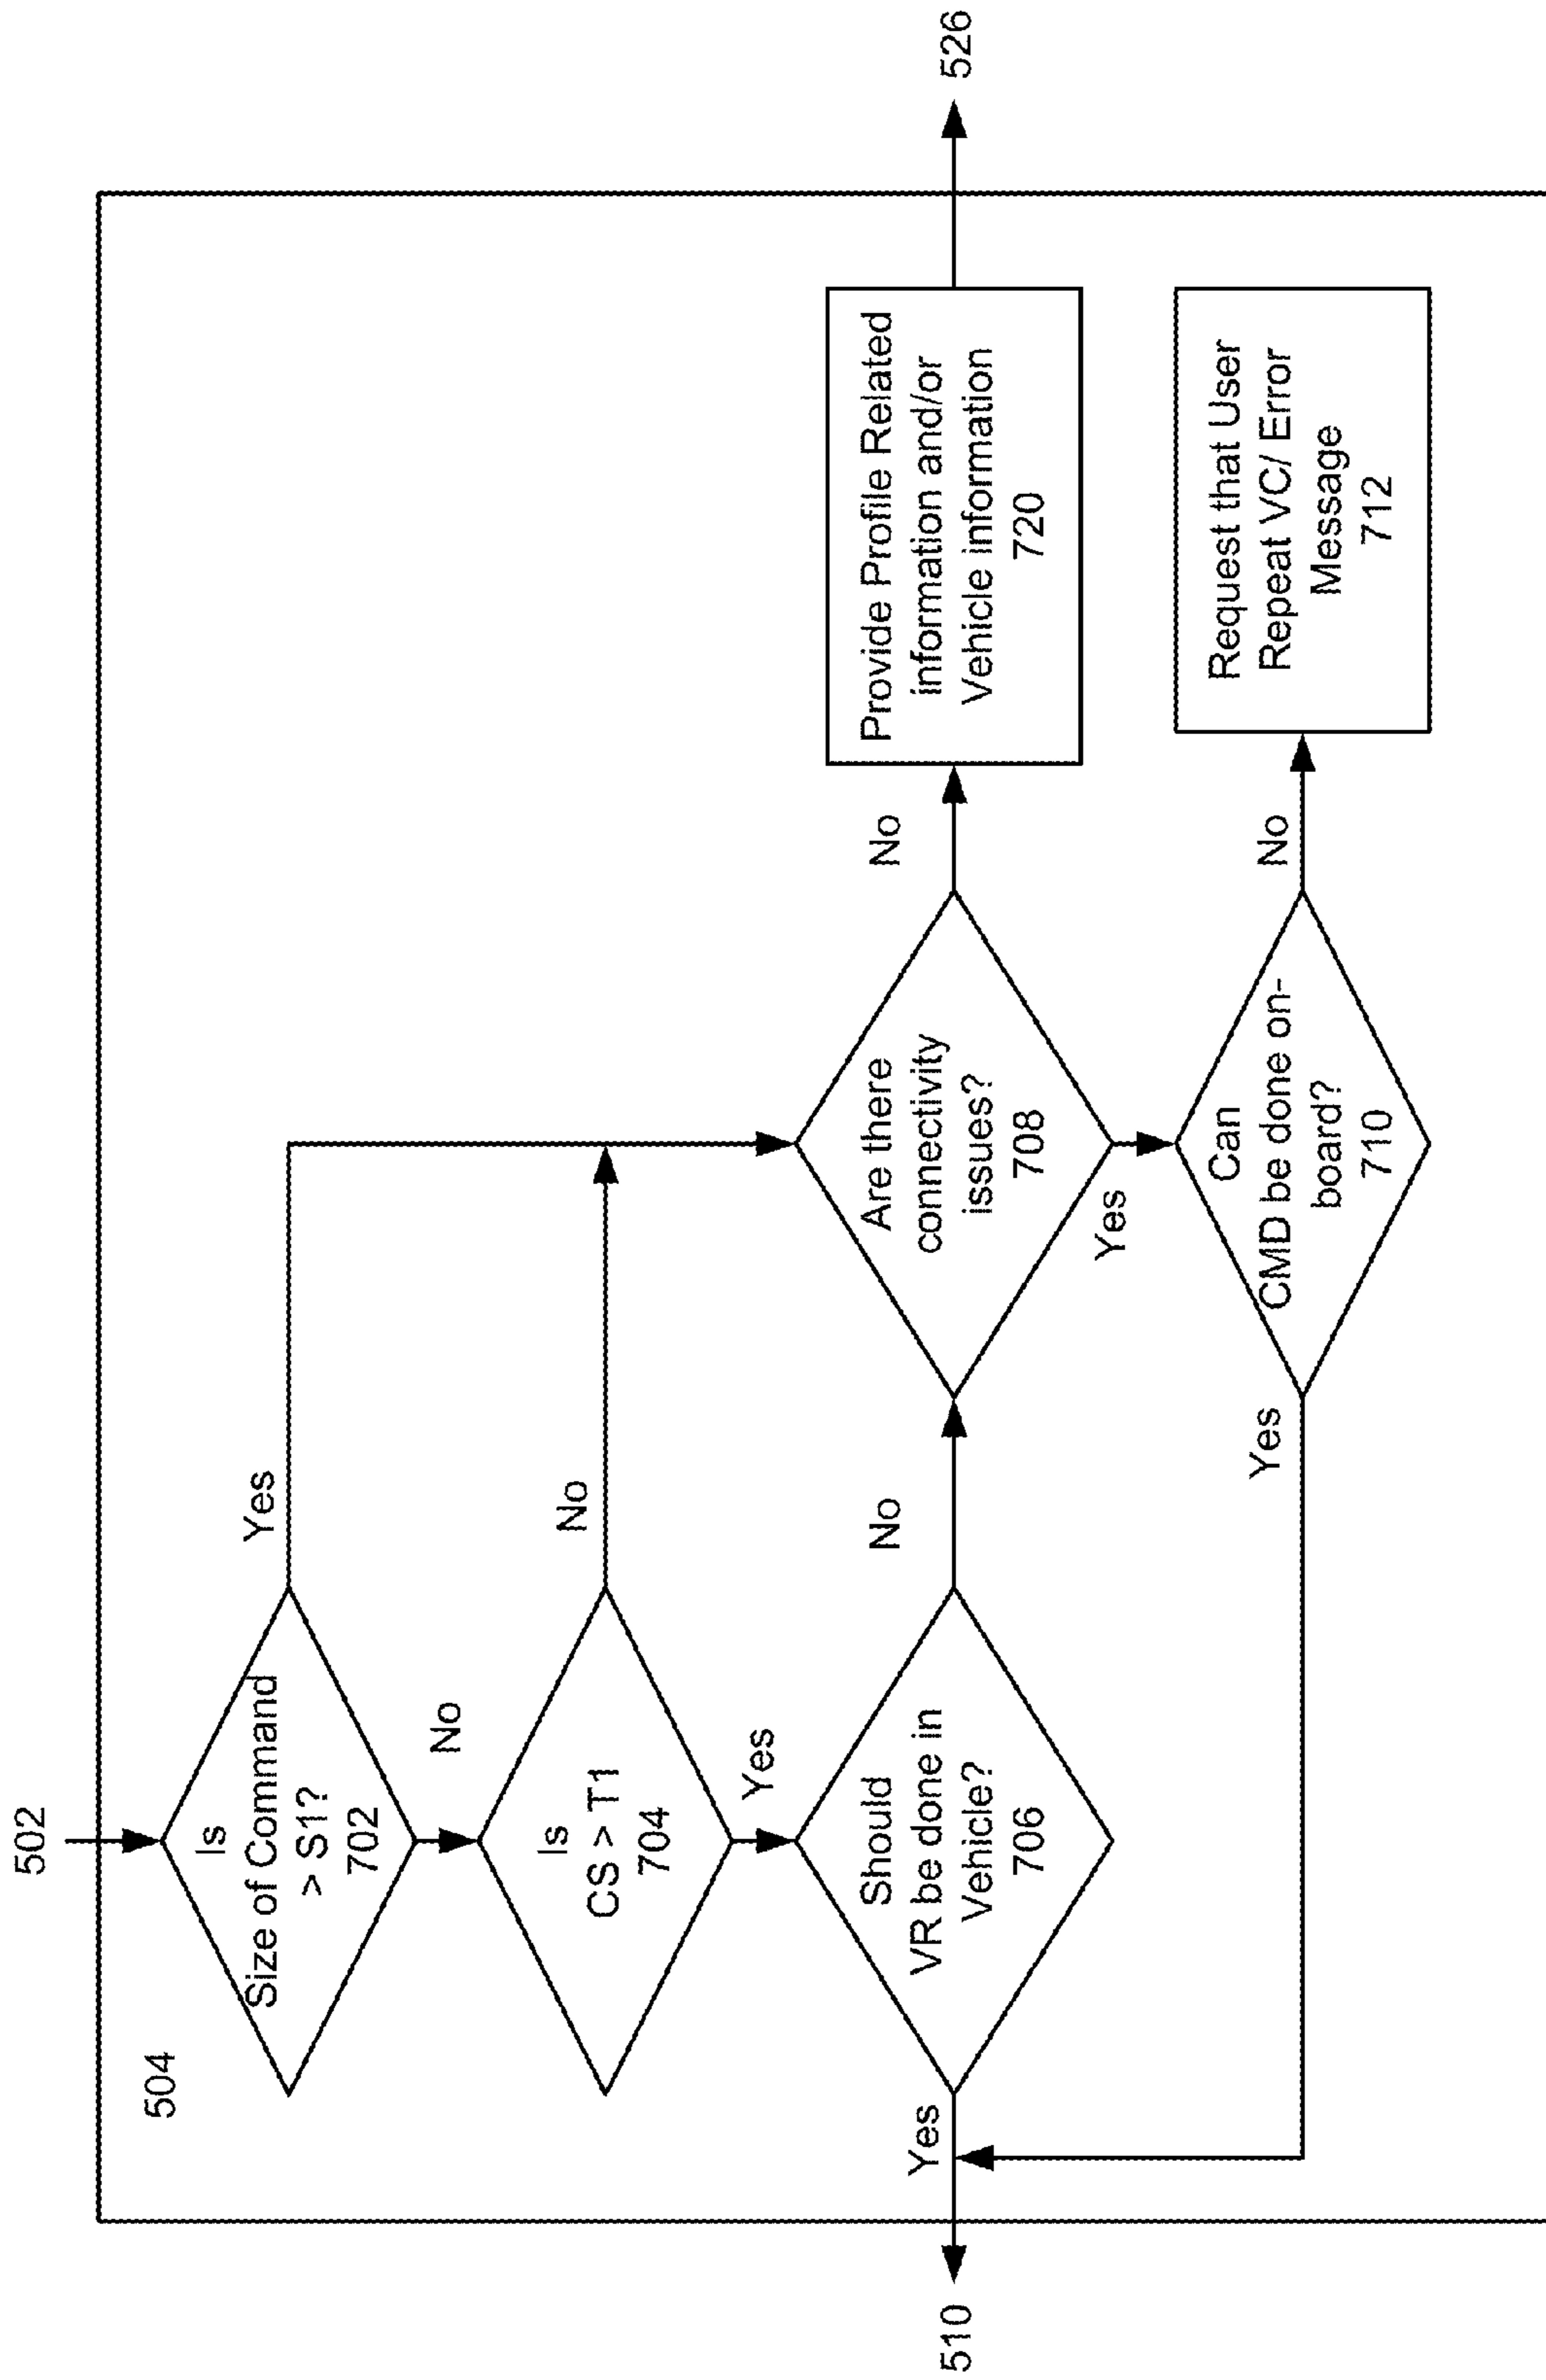 502
504
Is
Size of Command
> S1?
702
Yes
No
Is
CS > T1
704
No
Yes
Should
VR be done in
Vehicle?
706
Yes
No
510
Are there
connectivity
issues?
708
No
Yes
Provide Profile Related
information and/or
Vehicle information
720
526
Can
CMD be done on-
board?
710
Yes
No
Request that User
Repeat VC/ Error
Message
712